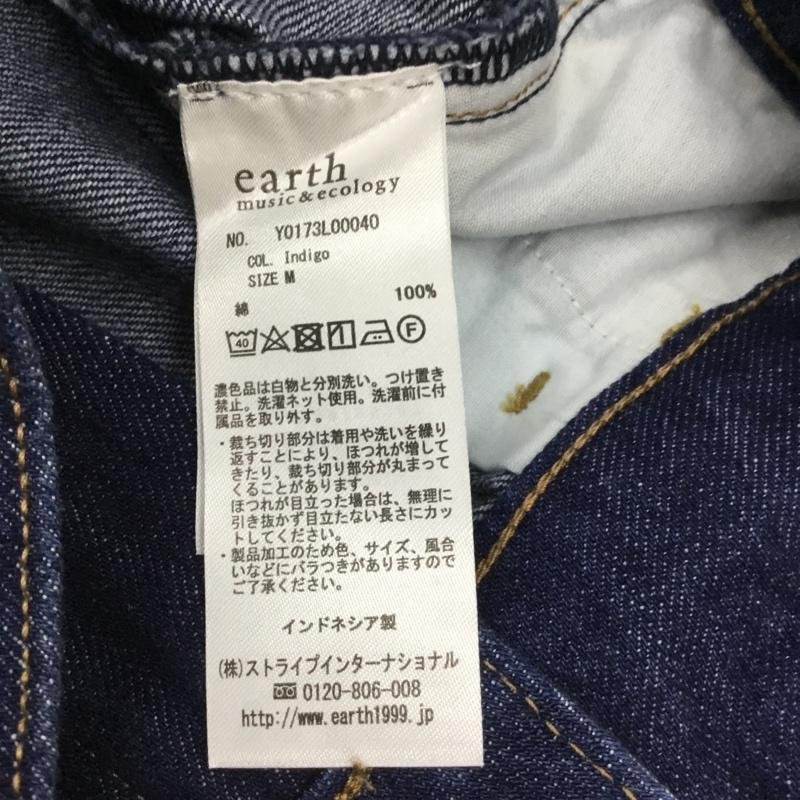 earth
music&ecology
NO. Y0173L00040
COL. Indigo
SIZE M
綿 100%
40 F
濃色品は白物と分別洗い。つけ置き
禁止。洗濯ネット使用。洗濯前に付
属品を取り外す。
・裁ち切り部分は着用や洗いを繰り
返すことにより、ほつれが増して
きたり、裁ち切り部分が丸まって
くることがあります。
ほつれが目立った場合は、無理に
引き抜かず目立たない長さにカッ
トしてください。
・製品加工のため色、サイズ、風合
いなどにバラつきがありますので
ご了承ください。
インドネシア製
(株)ストライプインターナショナル
0120-806-008
http://www.earth1999.jp